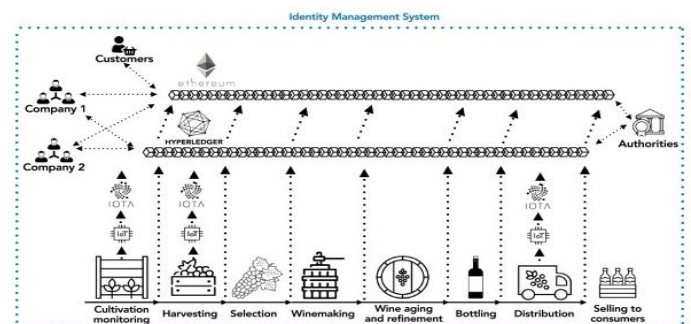 Identity Management System
Customers
ethereum
Company 1
HYPERLEDGER
Authorities
Company 2
IOTA
IOTA
IOTA
IoT
IoT
IoT
Cultivation
monitoring
Harvesting
Selection
Winemaking
Wine aging
and refinement
Bottling
Distribution
Selling to
consumers